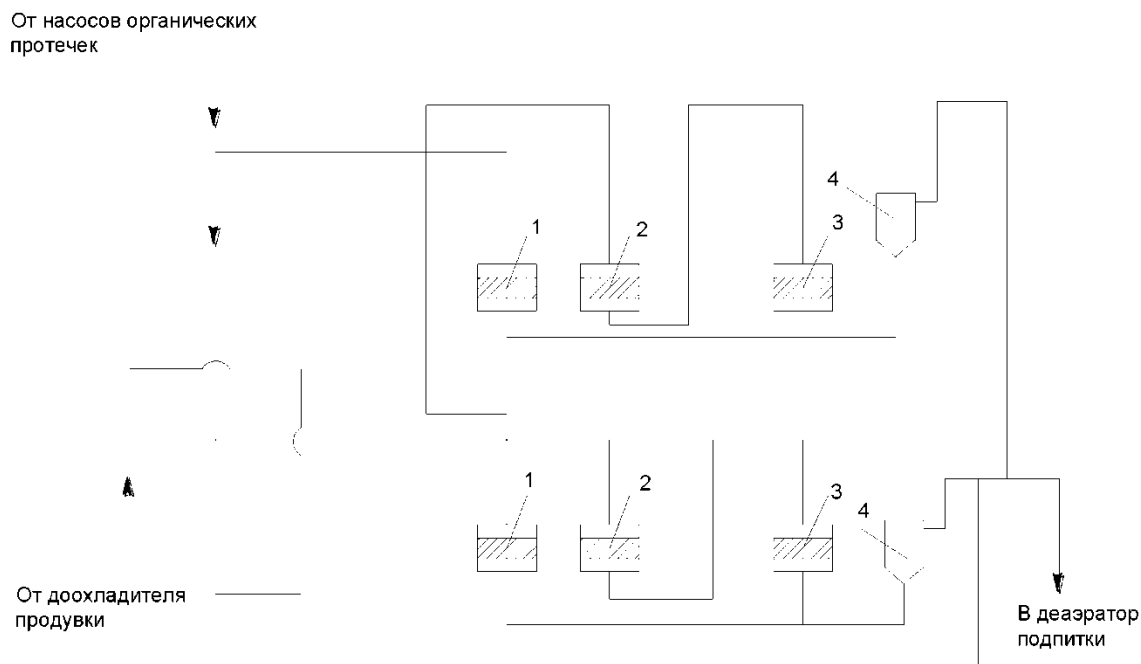 От насосов органических
протечек
4
1
2
3
1
2
3
4
От доохладителя
продувки
В деаэратор
подпитки